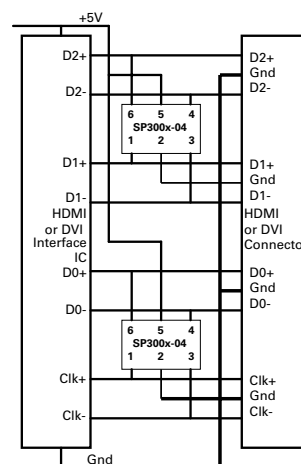 +5V
D2+
D2-
D1+
D1-
HDMI
or DVI
Interface
IC
D0+
D0-
Clk+
Clk-
Gnd
6 5 4
SP300x-04
1 2 3
6 5 4
SP300x-04
1 2 3
D2+
Gnd
D2-
D1+
Gnd
D1-
HDMI
or DVI
Connecto
D0+
Gnd
D0-
Clk+
Gnd
Clk-